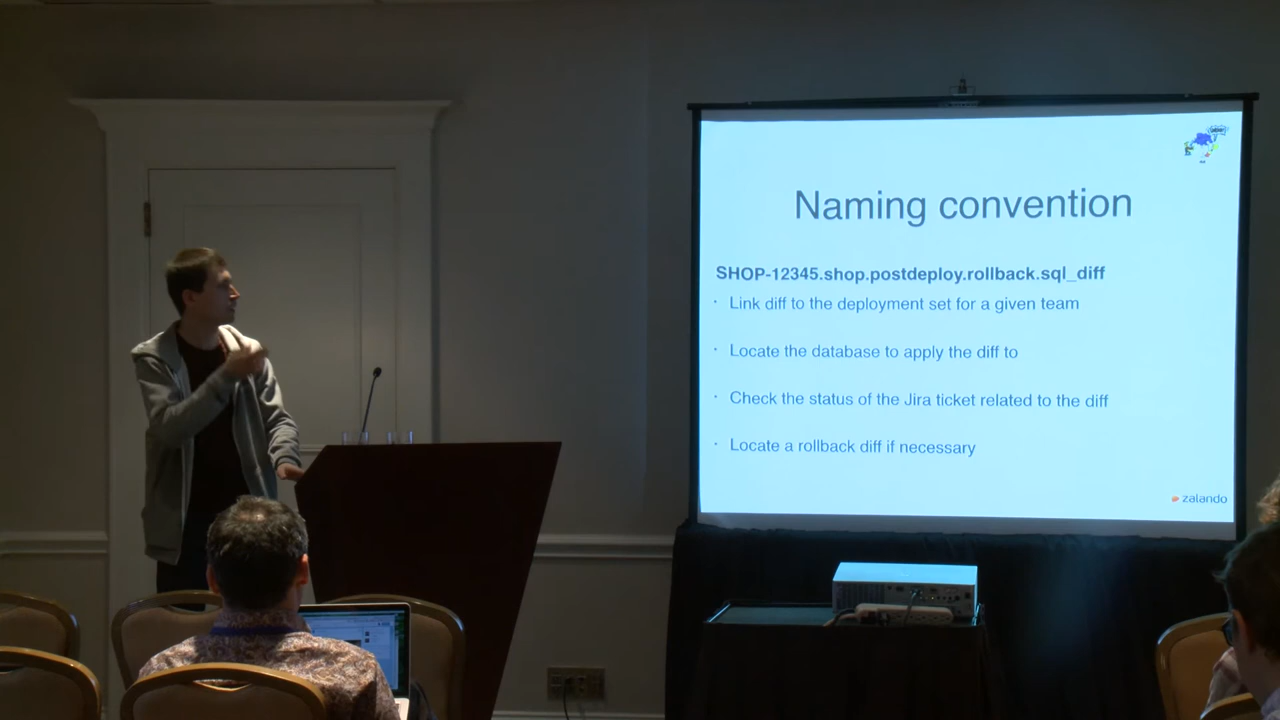 Naming convention
SHOP-12345.shop.postdeploy.rollback.sql_diff
· Link diff to the deployment set for a given team
· Locate the database to apply the diff to
· Check the status of the Jira ticket related to the diff
· Locate a rollback diff if necessary
zalando